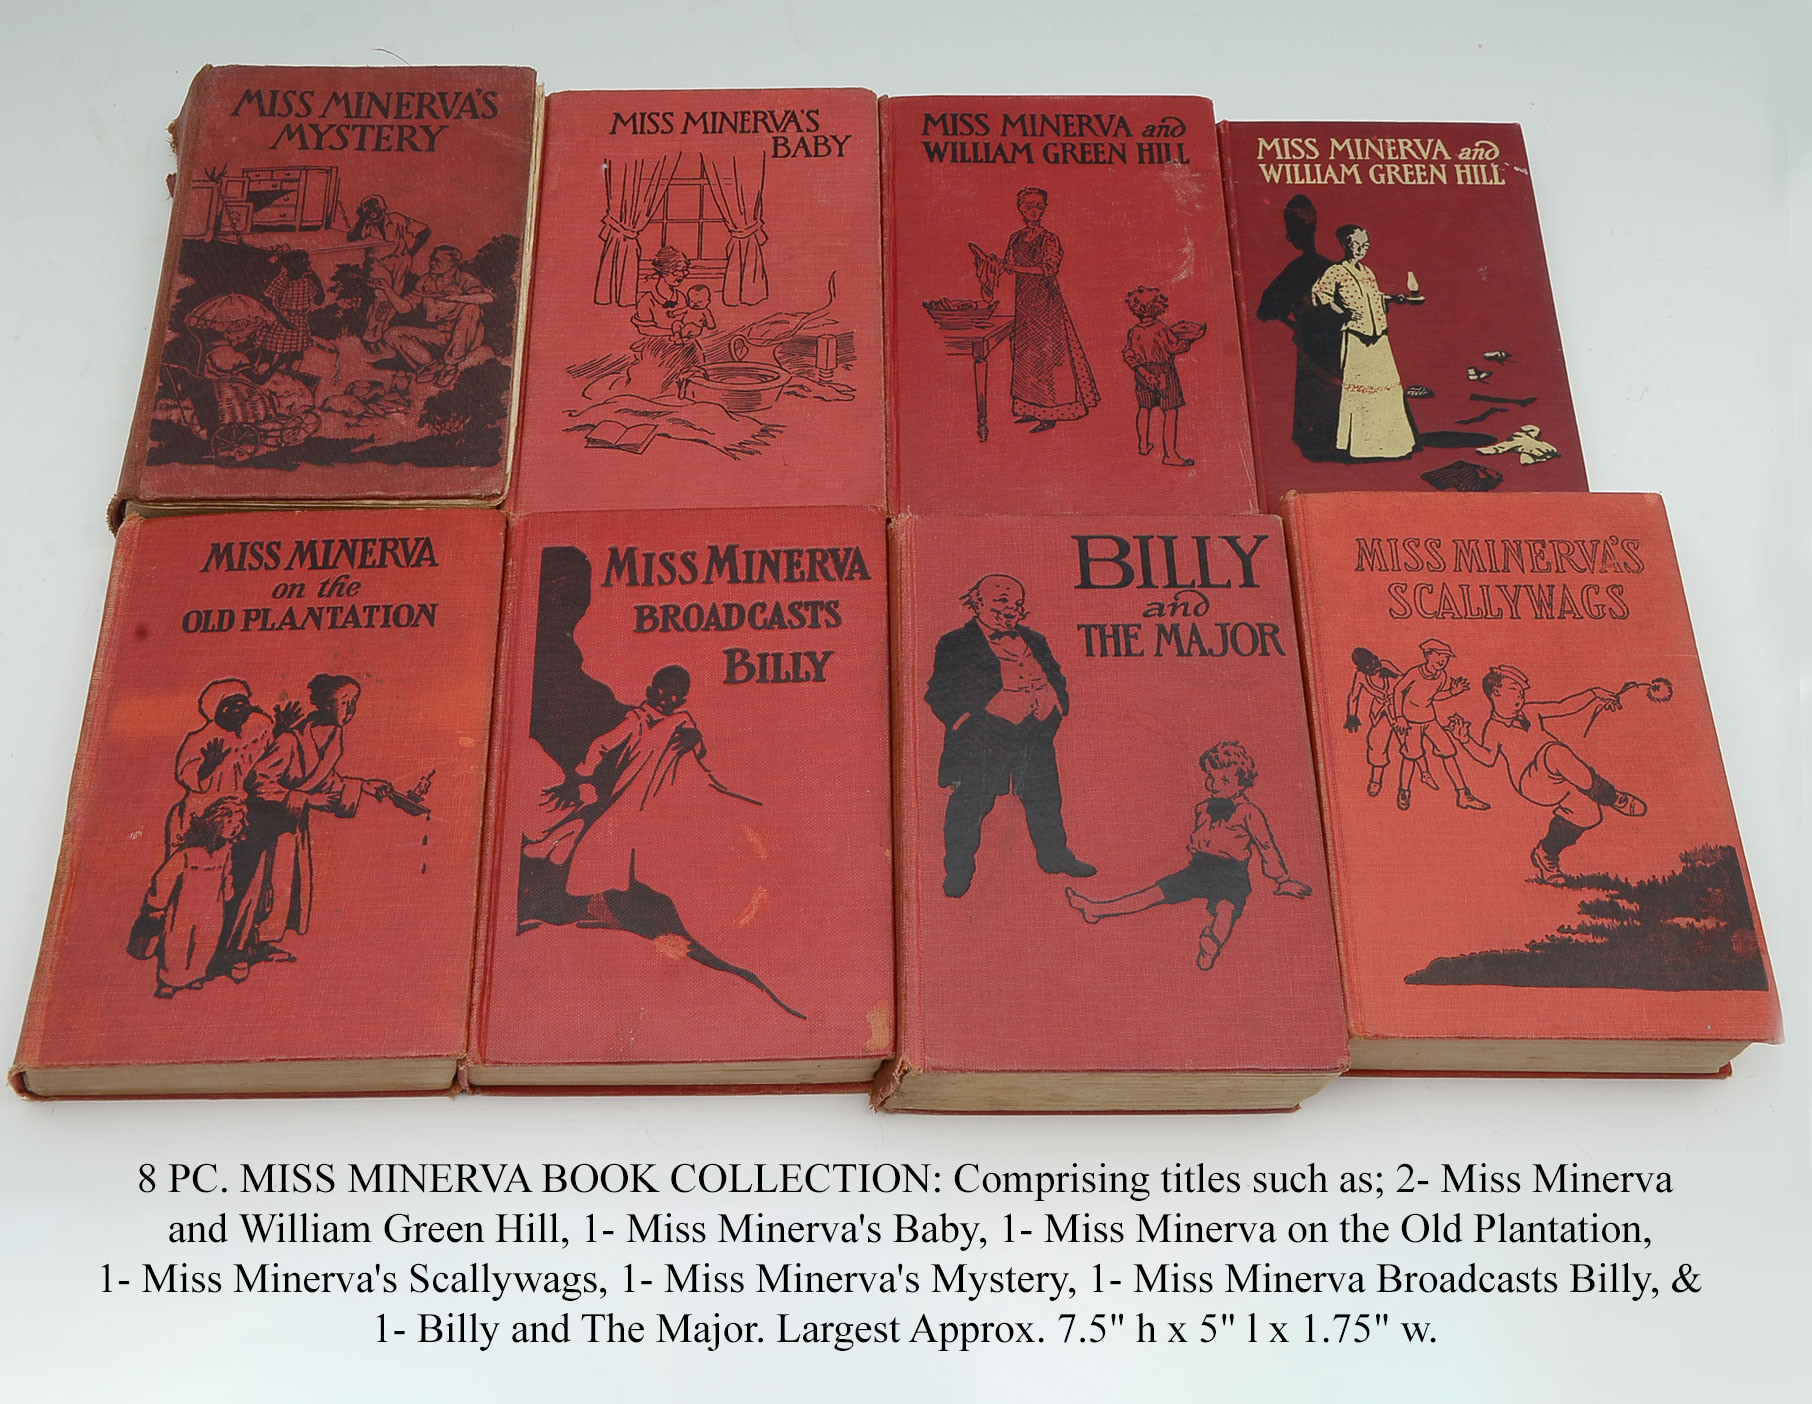 MISS MINERVA'S
MYSTERY
MISS MINERVA'S
BABY
MISS MINERVA and
WILLIAM GREEN HILL
MISS MINERVA and
WILLIAM GREEN HILL
MISS MINERVA
on the
OLD PLANTATION
MISS MINERVA
BROADCASTS
BILLY
BILLY
and
THE MAJOR
MISS MINERVA'S
SCALLYWAGS
8 PC. MISS MINERVA BOOK COLLECTION: Comprising titles such as; 2- Miss Minerva
and William Green Hill, 1- Miss Minerva's Baby, 1- Miss Minerva on the Old Plantation,
1- Miss Minerva's Scallywags, 1- Miss Minerva's Mystery, 1- Miss Minerva Broadcasts Billy, &
1- Billy and The Major. Largest Approx. 7.5" h x 5" l x 1.75" w.